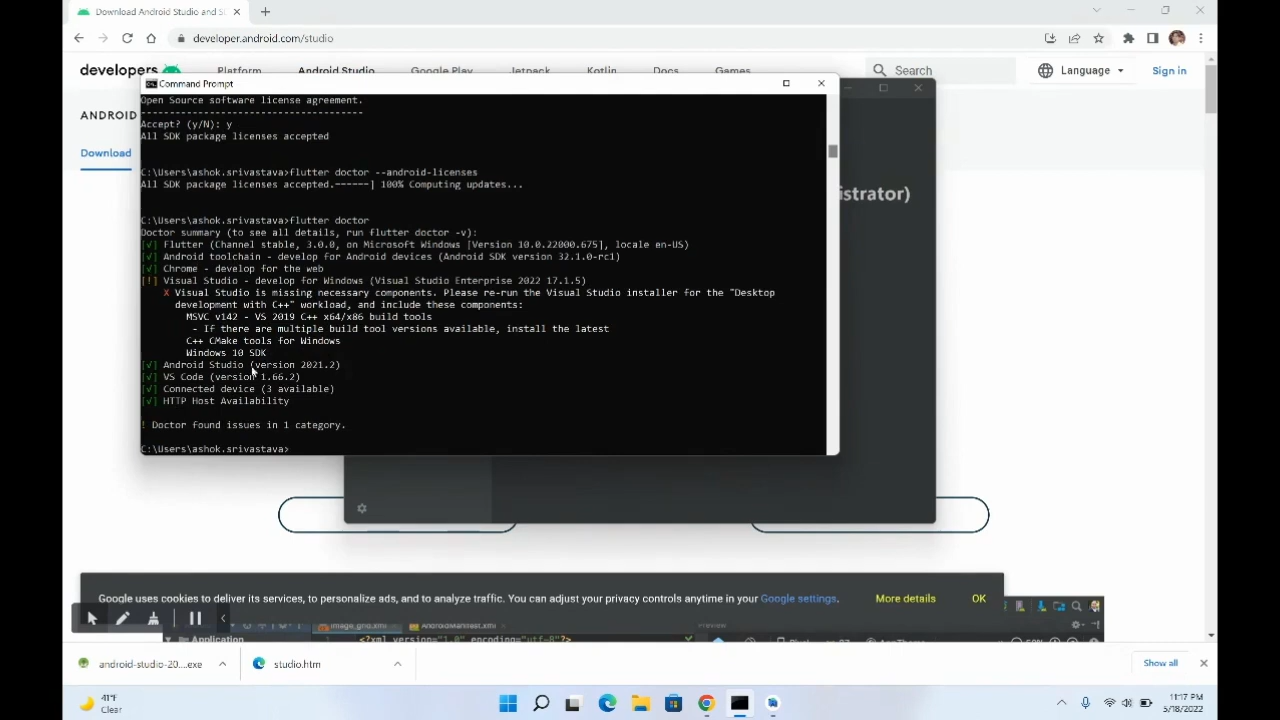 Download Android Studio and S
developer.android.com/studio
developers
Platform
Android Studio
Google Play
Jetpack
Kotlin
Docs
Games
Search
Language
Sign in
Command Prompt
ANDROID
Download
Open Source software license agreement.
---------------------------------------
Accept? (y/N): y
All SDK package licenses accepted
C:\Users\ashok.srivastava>flutter doctor --android-licenses
All SDK package licenses accepted.------] 100% Computing updates...
C:\Users\ashok.srivastava>flutter doctor
Doctor summary (to see all details, run flutter doctor -v):
[√] Flutter (Channel stable, 3.0.0, on Microsoft Windows [Version 10.0.22000.675], locale en-US)
[√] Android toolchain - develop for Android devices (Android SDK version 32.1.0-rc1)
[√] Chrome - develop for the web
[!] Visual Studio - develop for Windows (Visual Studio Enterprise 2022 17.1.5)
X Visual Studio is missing necessary components. Please re-run the Visual Studio installer for the "Desktop
development with C++" workload, and include these components:
MSVC v142 - VS 2019 C++ x64/x86 build tools
- If there are multiple build tool versions available, install the latest
C++ CMake tools for Windows
Windows 10 SDK
[√] Android Studio (version 2021.2)
[√] VS Code (version 1.66.2)
[√] Connected device (3 available)
[√] HTTP Host Availability
! Doctor found issues in 1 category.
C:\Users\ashok.srivastava>
istrator)
Google uses cookies to deliver its services, to personalize ads, and to analyze traffic. You can adjust your privacy controls anytime in your Google settings.
More details
OK
Application
image_grid.xml
AndroidManifest.xml
<?xml version="1.0" encoding="utf-8"?>
android-studio-20....exe
studio.htm
Show all
41°F
Clear
11:17 PM
5/18/2022